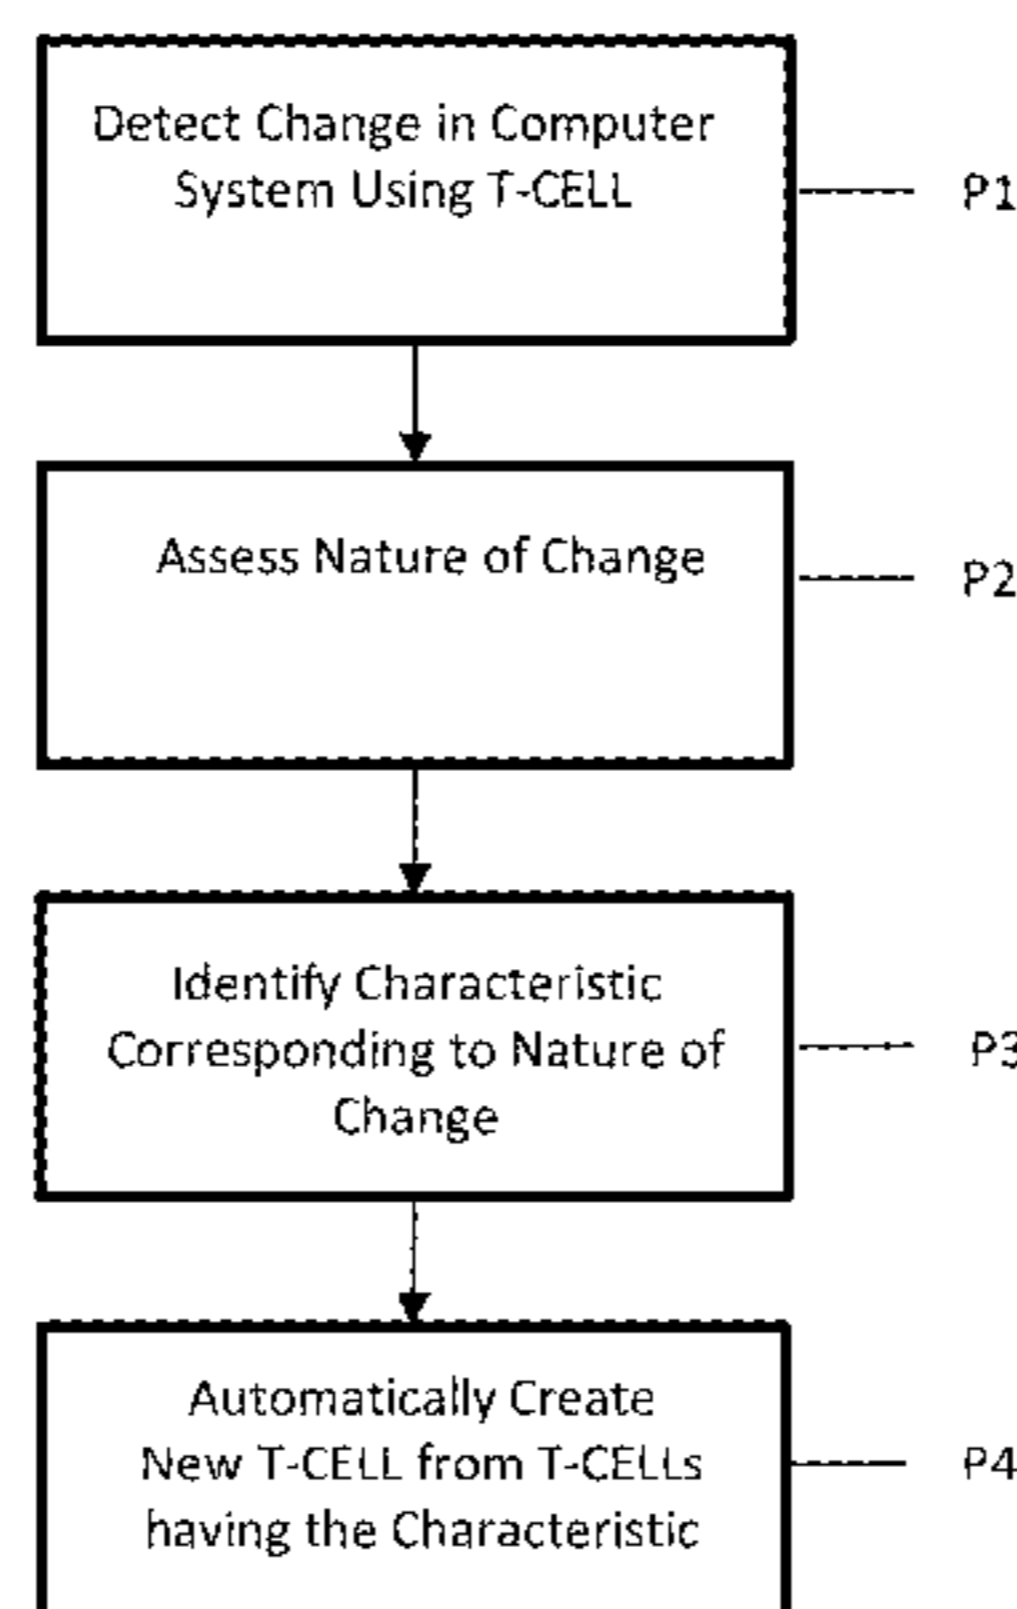 Detect Change in Computer
System Using T-CELL
P1
Assess Nature of Change
P2
Identify Characteristic
Corresponding to Nature of
Change
P3
Automatically Create
New T-CELL from T-CELLs
having the Characteristic
P4